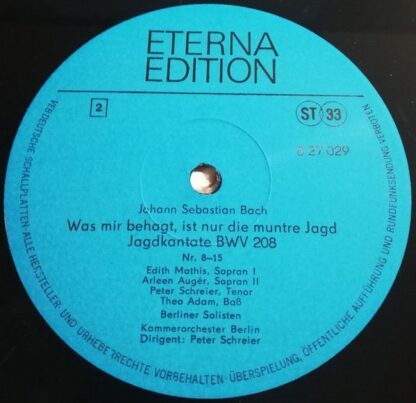 ETERNA
EDITION
2
ST 33
8 27 029
Johann Sebastian Bach
Was mir behagt, ist nur die muntre Jagd
Jagdkantate BWV 208
Nr. 8–15
Edith Mathis, Sopran 1
Arleen Augér, Sopran II
Peter Schreier, Tenor
Theo Adam, Baß
Berliner Solisten
Kammerorchester Berlin
Dirigent: Peter Schreier
VEB DEUTSCHE SCHALLPLATTEN · ALLE HERSTELLER- UND URHEBERRECHTE VORBEHALTEN · ÜBERSPIELUNG, ÖFFENTLICHE AUFFÜHRUNG UND RUNDFUNKSENDUNG VERBOTEN